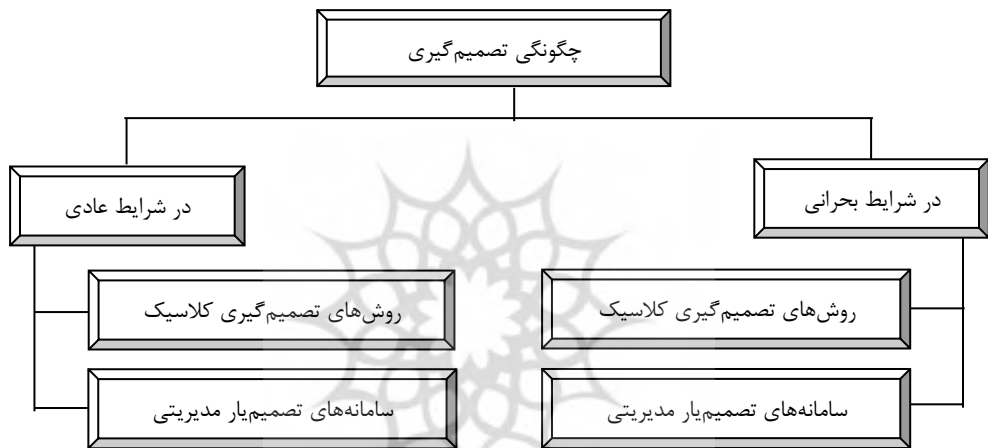 چگونگی تصمیم‌گیری
در شرایط بحرانی
در شرایط عادی
روش‌های تصمیم‌گیری کلاسیک
روش‌های تصمیم‌گیری کلاسیک
سامانه‌های تصمیم‌یار مدیریتی
سامانه‌های تصمیم‌یار مدیریتی